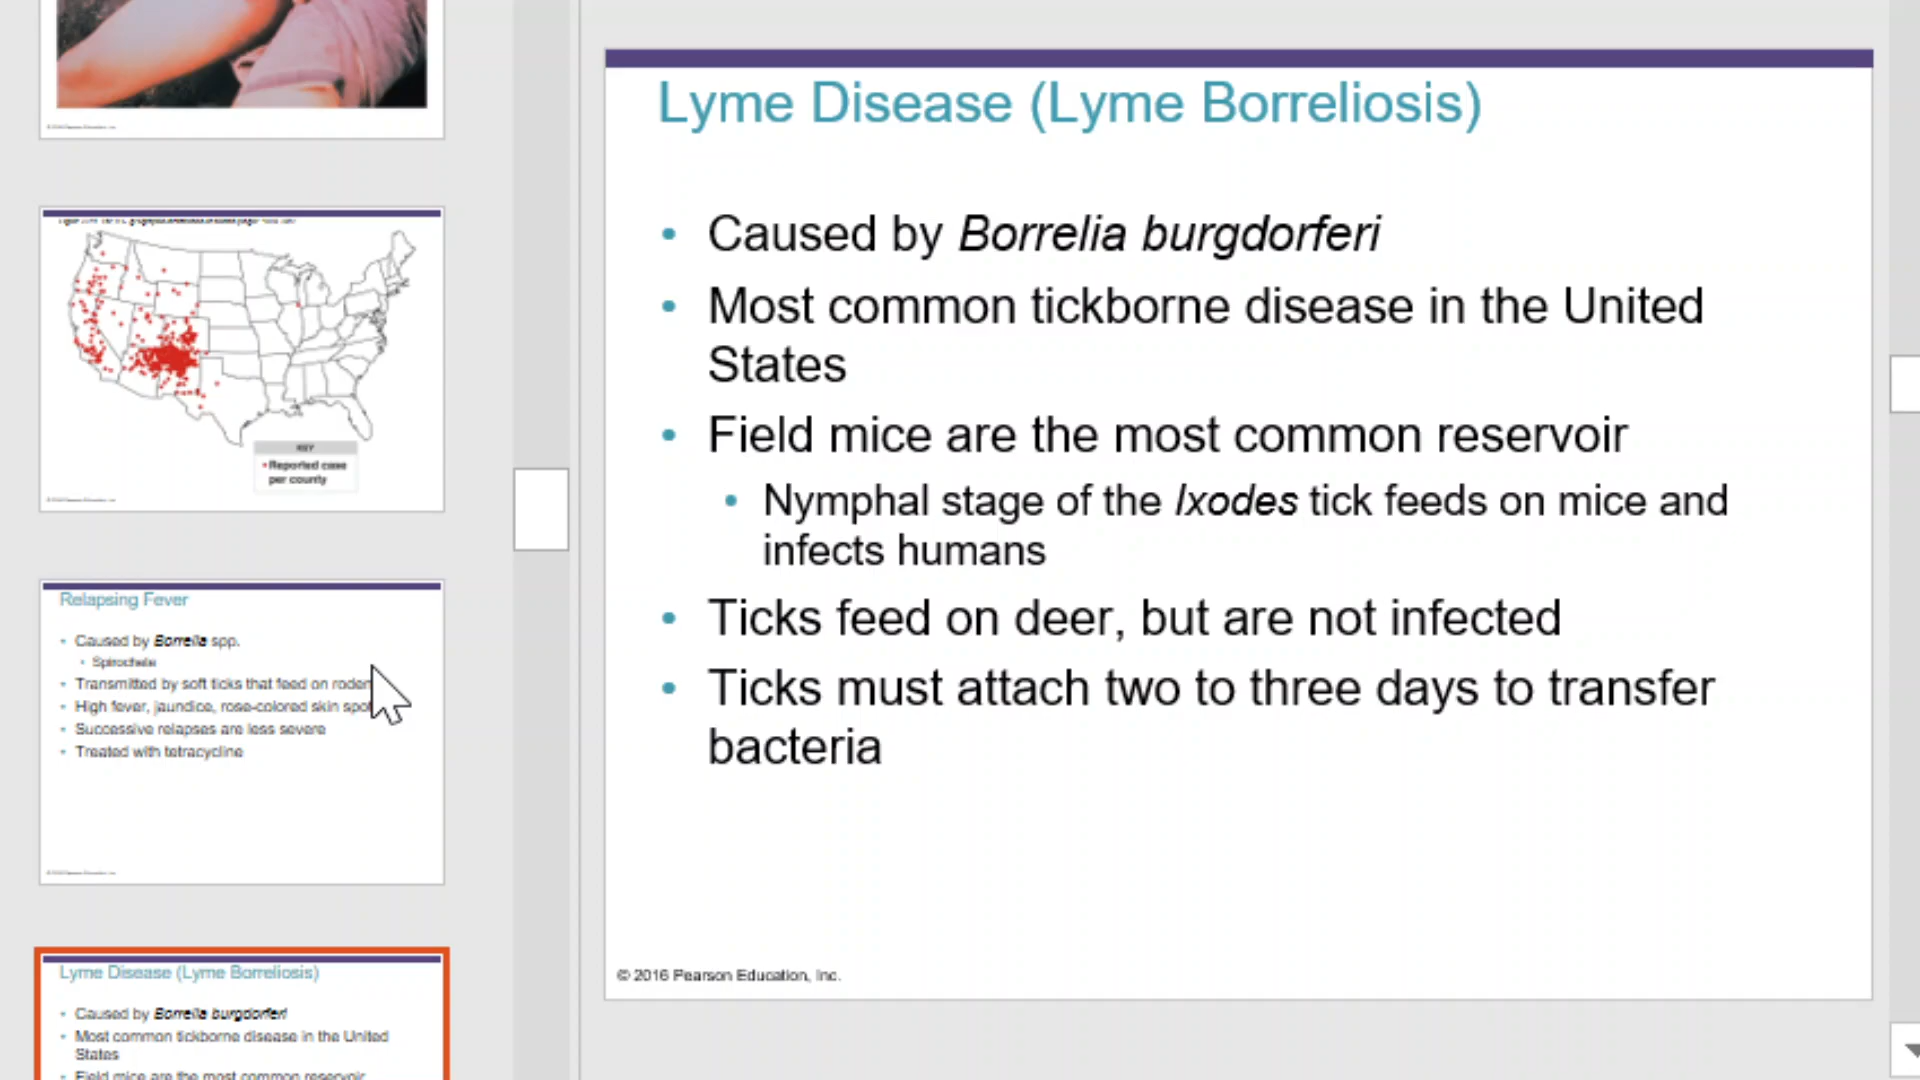 KEY
• Reported case
per county
Relapsing Fever
• Caused by Borrelia spp.
• Spirochete
• Transmitted by soft ticks that feed on
• High fever, jaundice, rose-colored skin
• Successive relapses are less severe
• Treated with tetracycline
Lyme Disease (Lyme Borreliosis)
• Caused by Borrelia burgdorferi
• Most common tickborne disease in the United
States
• Field mice are the most common reservoir
Lyme Disease (Lyme Borreliosis)
• Caused by Borrelia burgdorferi
• Most common tickborne disease in the United
States
• Field mice are the most common reservoir
• Nymphal stage of the Ixodes tick feeds on mice and
infects humans
• Ticks feed on deer, but are not infected
• Ticks must attach two to three days to transfer
bacteria
© 2016 Pearson Education, Inc.